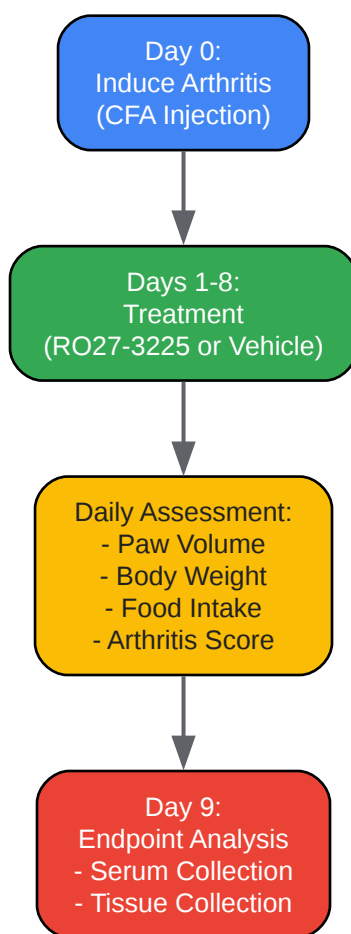 Day 0:
Induce Arthritis
(CFA Injection)
Days 1-8:
Treatment
(RO27-3225 or Vehicle)
Daily Assessment:
- Paw Volume
- Body Weight
- Food Intake
- Arthritis Score
Day 9:
Endpoint Analysis
- Serum Collection
- Tissue Collection